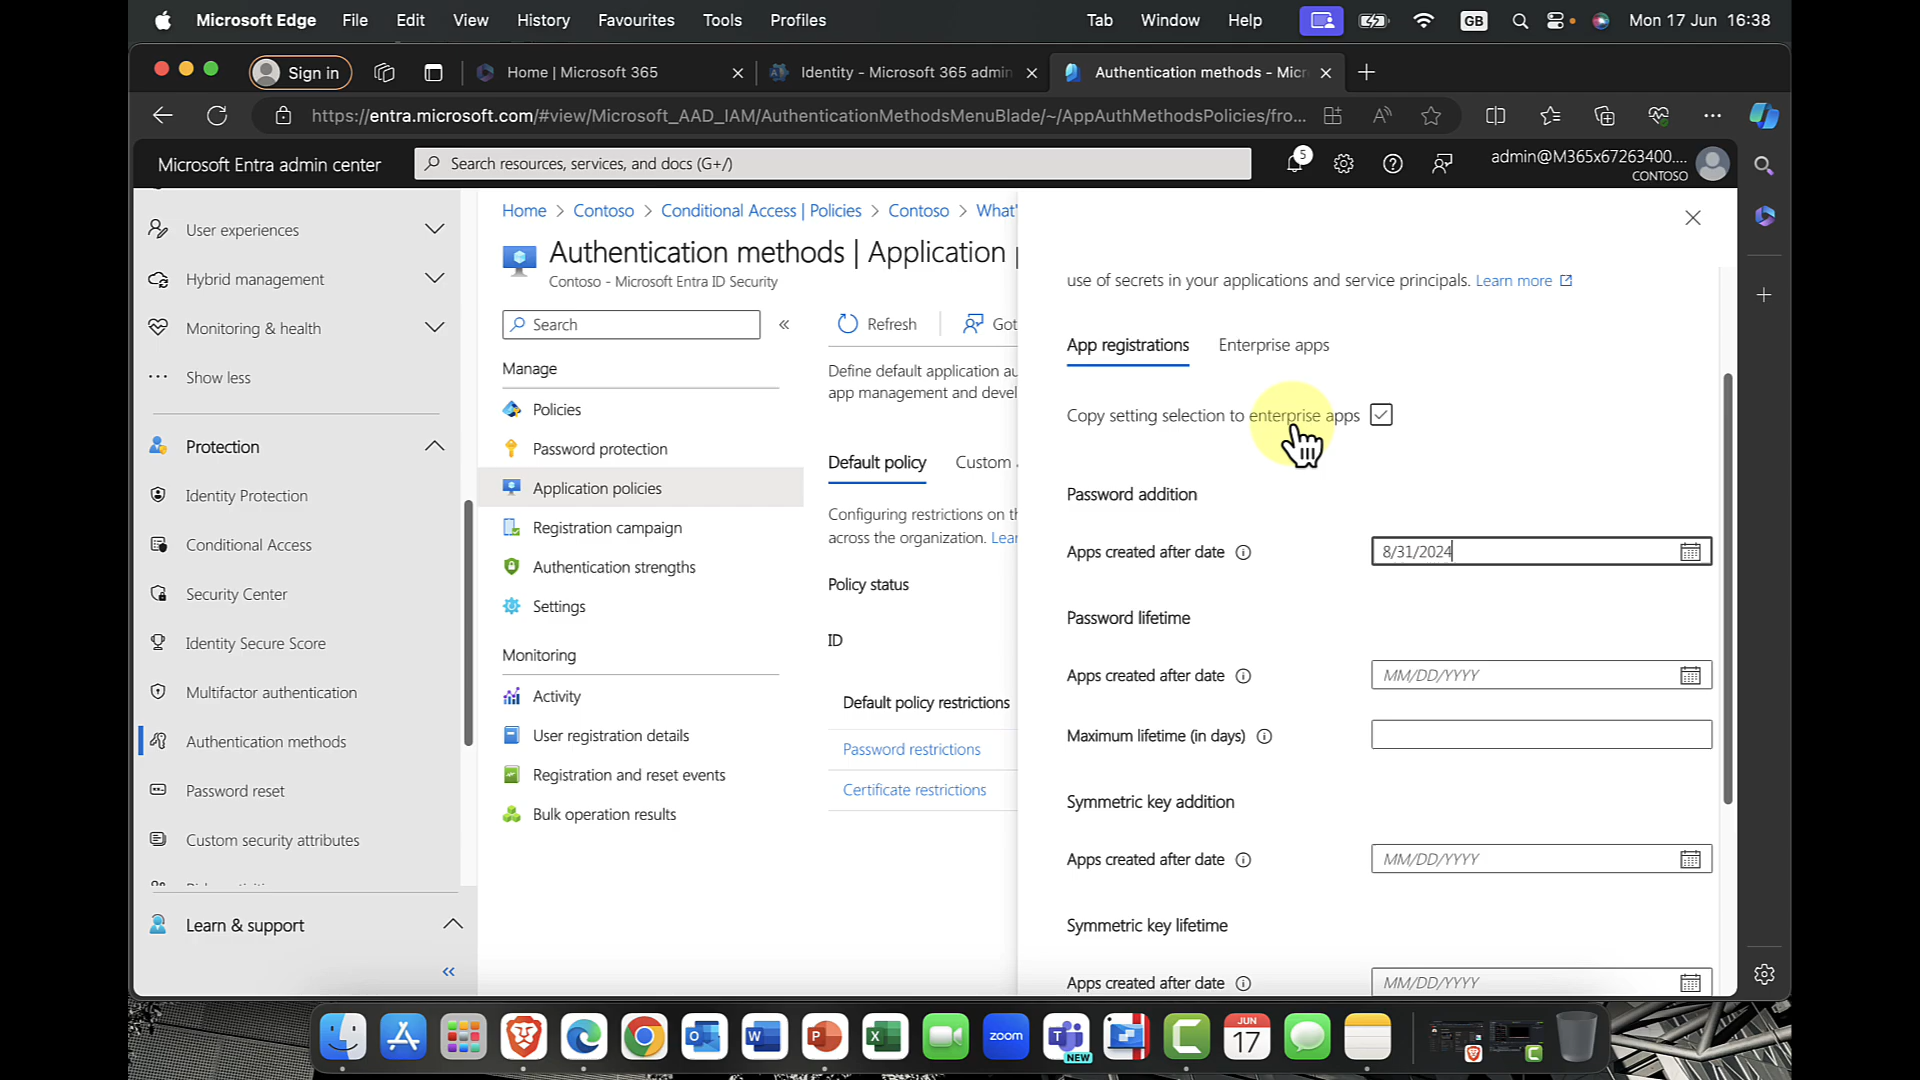 Microsoft Edge File Edit View History Favourites Tools Profiles Tab Window Help GB Mon 17 Jun 16:38
Sign in Home | Microsoft 365 Identity - Microsoft 365 admin Authentication methods - Micr
https://entra.microsoft.com/#view/Microsoft_AAD_IAM/AuthenticationMethodsMenuBlade/~/AppAuthMethodsPolicies/fro...
Microsoft Entra admin center
Search resources, services, and docs (G+/)
5
admin@M365x67263400....
CONTOSO
User experiences
Hybrid management
Monitoring & health
Show less
Protection
Identity Protection
Conditional Access
Security Center
Identity Secure Score
Multifactor authentication
Authentication methods
Password reset
Custom security attributes
Learn & support
Home > Contoso > Conditional Access | Policies > Contoso > What'
Authentication methods | Application p
Contoso - Microsoft Entra ID Security
Search
Manage
Policies
Password protection
Application policies
Registration campaign
Authentication strengths
Settings
Monitoring
Activity
User registration details
Registration and reset events
Bulk operation results
Refresh Got
Define default application au
app management and devel
Default policy Custom
Configuring restrictions on th
across the organization. Lear
Policy status
ID
Default policy restrictions
Password restrictions
Certificate restrictions
use of secrets in your applications and service principals. Learn more
App registrations Enterprise apps
Copy setting selection to enterprise apps
Password addition
Apps created after date 8/31/2024
Password lifetime
Apps created after date MM/DD/YYYY
Maximum lifetime (in days)
Symmetric key addition
Apps created after date MM/DD/YYYY
Symmetric key lifetime
Apps created after date MM/DD/YYYY
zoom
NEW
JUN
17